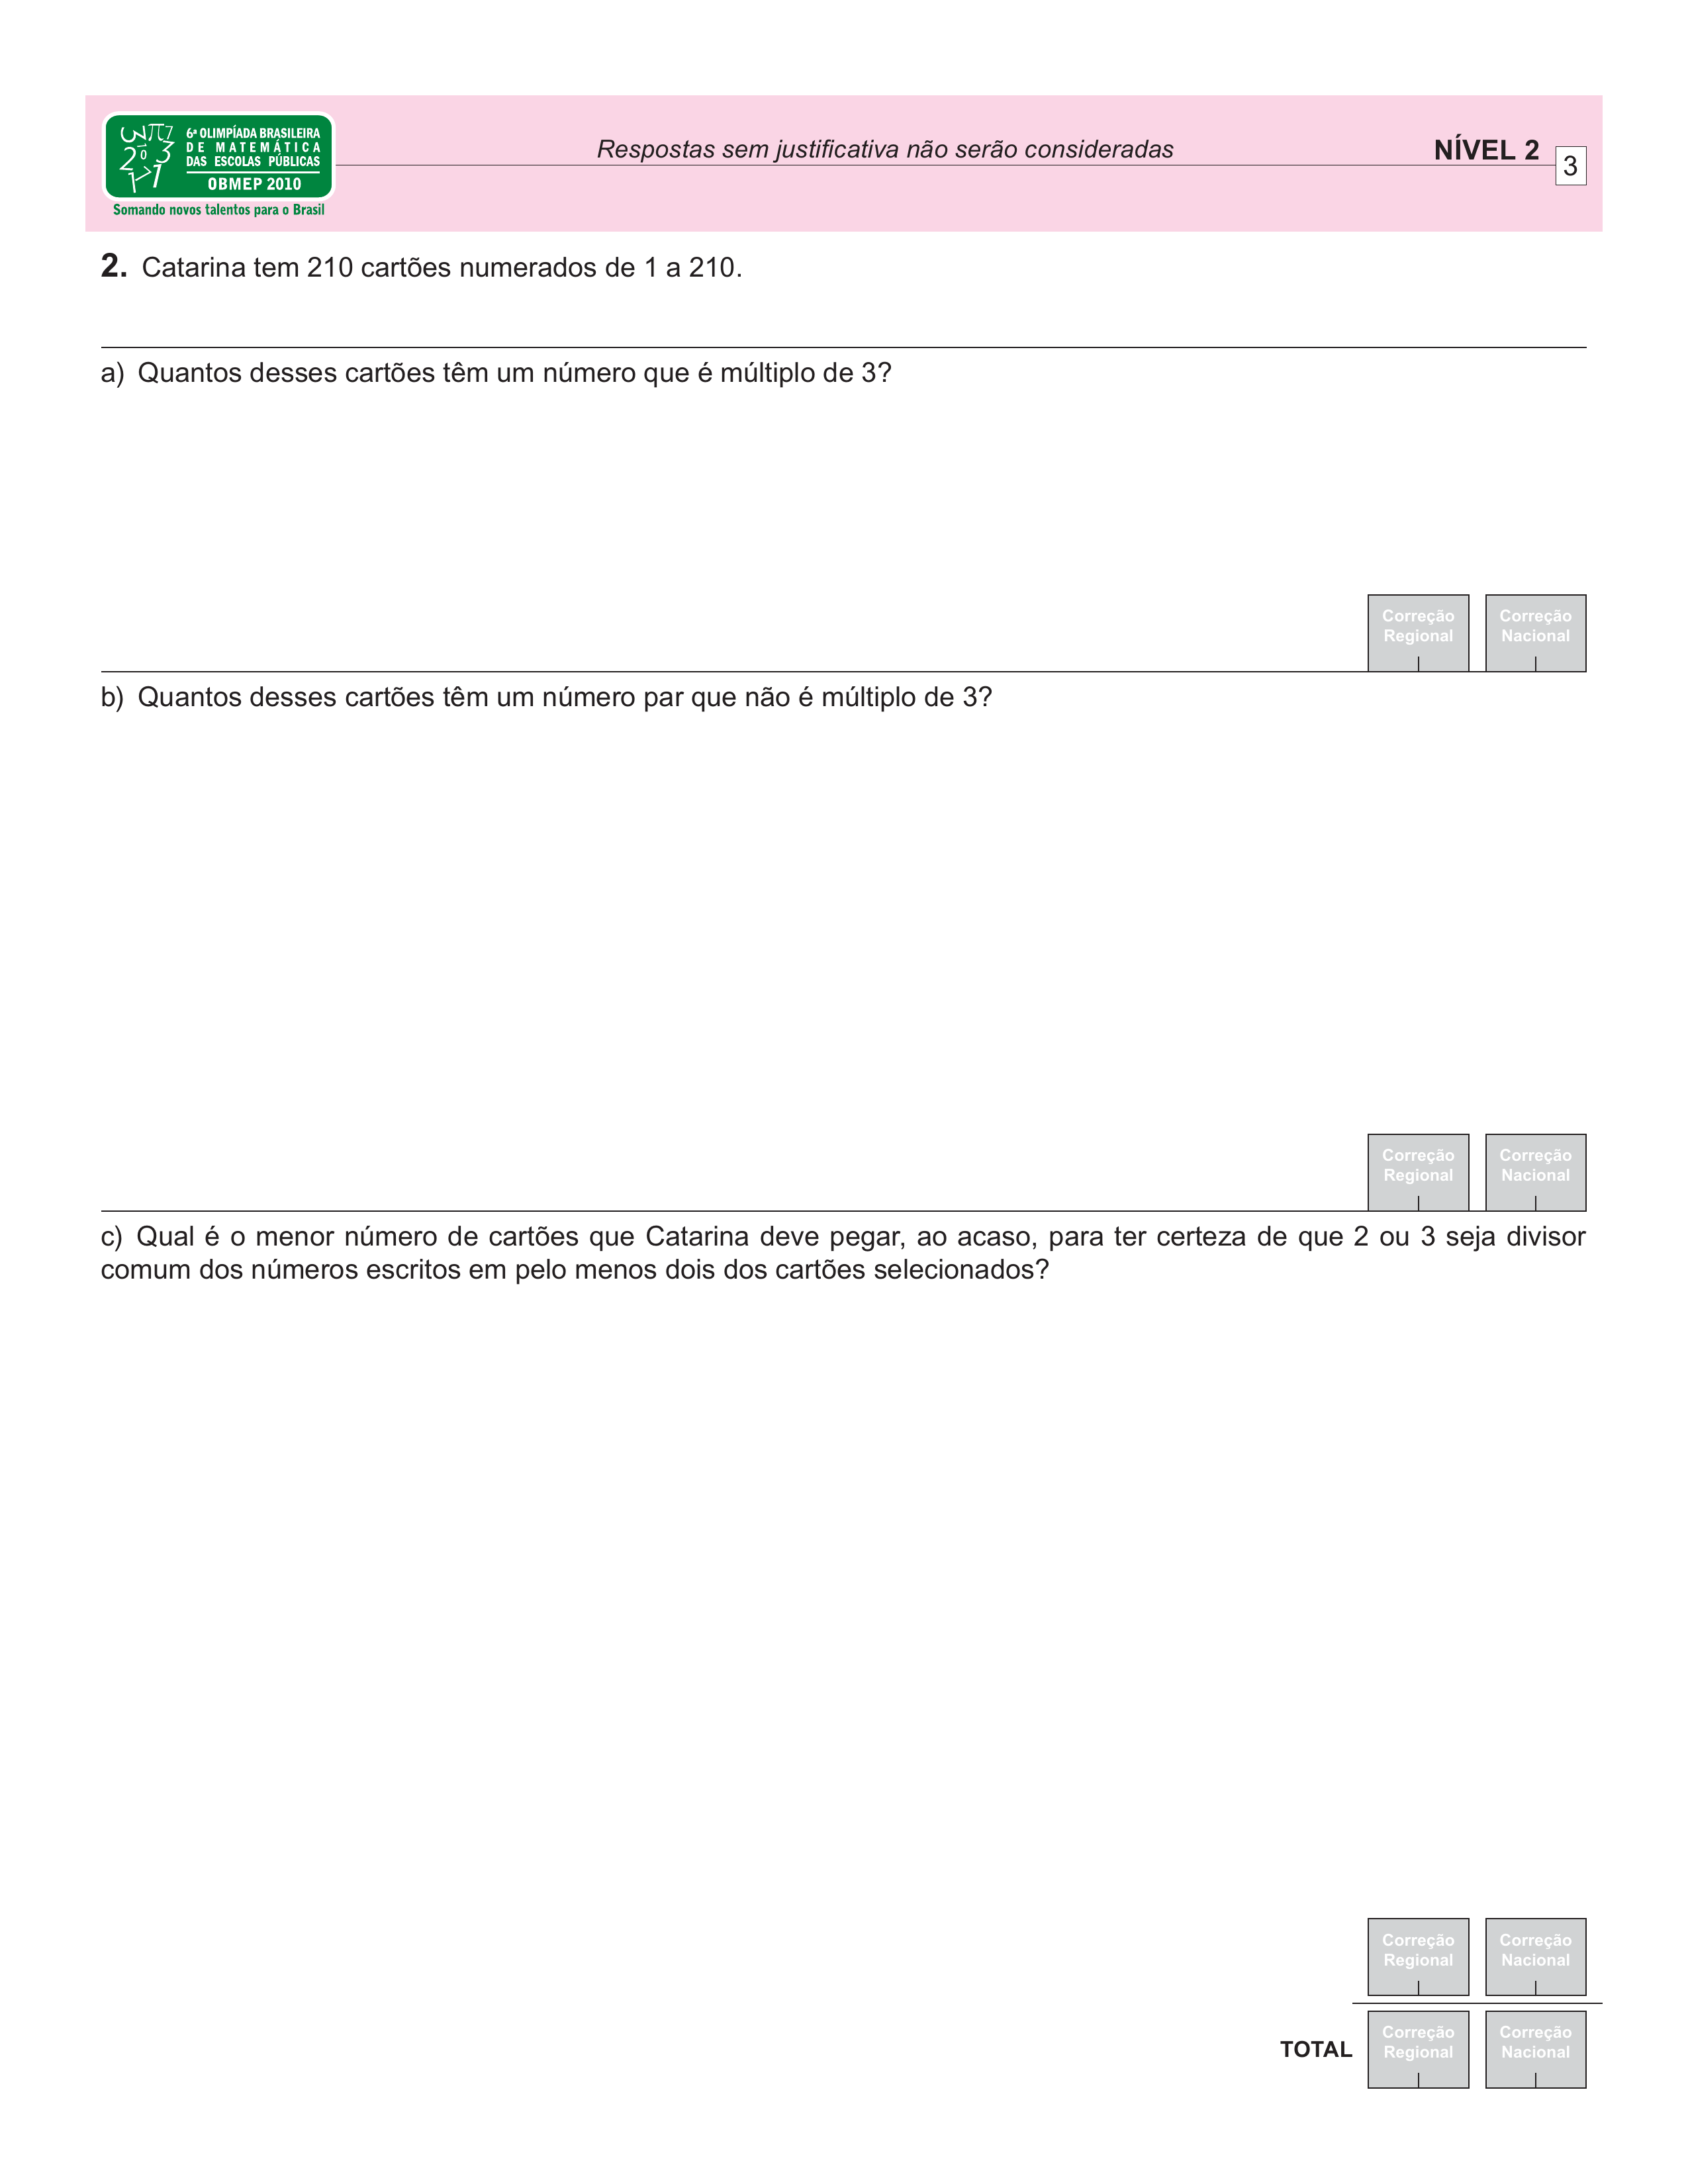 6ª OLIMPÍADA BRASILEIRA
DE MATEMÁTICA
DAS ESCOLAS PÚBLICAS
OBMEP 2010
Somando novos talentos para o Brasil
Respostas sem justificativa não serão consideradas
NÍVEL 2
3
2. Catarina tem 210 cartões numerados de 1 a 210.
a) Quantos desses cartões têm um número que é múltiplo de 3?
Correção Correção
Regional Nacional
b) Quantos desses cartões têm um número par que não é múltiplo de 3?
Correção Correção
Regional Nacional
c) Qual é o menor número de cartões que Catarina deve pegar, ao acaso, para ter certeza de que 2 ou 3 seja divisor
comum dos números escritos em pelo menos dois dos cartões selecionados?
Correção Correção
Regional Nacional
TOTAL
Correção Correção
Regional Nacional